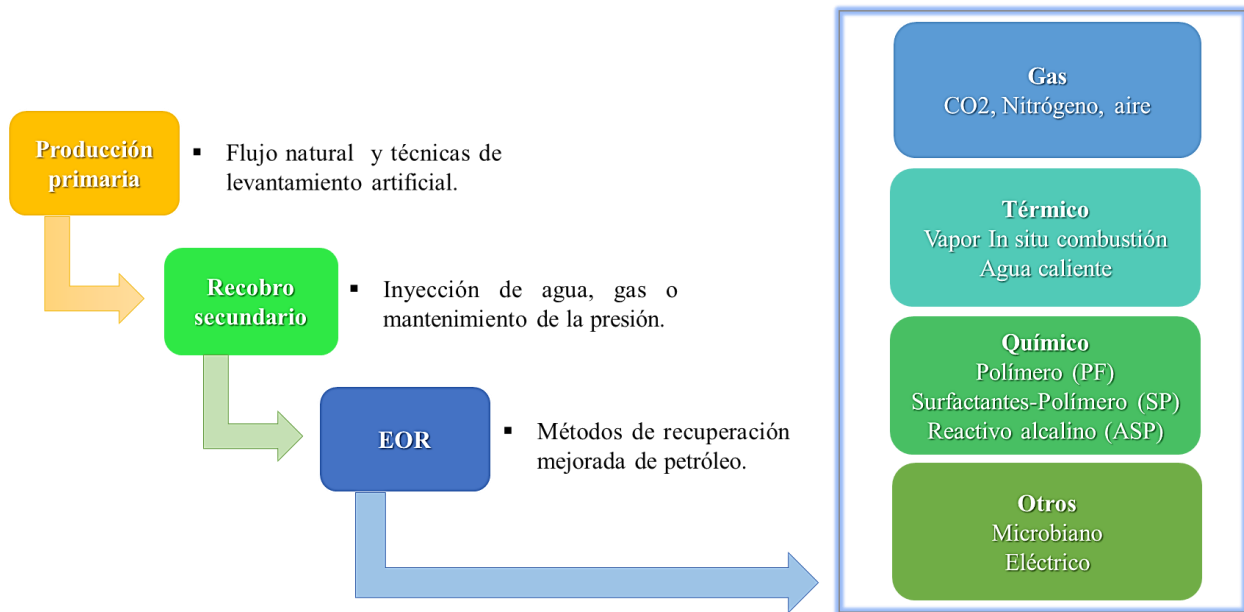 Producción
primaria
▪ Flujo natural y técnicas de
levantamiento artificial.
Recobro
secundario
▪ Inyección de agua, gas o
mantenimiento de la presión.
EOR
▪ Métodos de recuperación
mejorada de petróleo.
Gas
CO2, Nitrógeno, aire
Térmico
Vapor In situ combustión
Agua caliente
Químico
Polímero (PF)
Surfactantes-Polímero (SP)
Reactivo alcalino (ASP)
Otros
Microbiano
Eléctrico